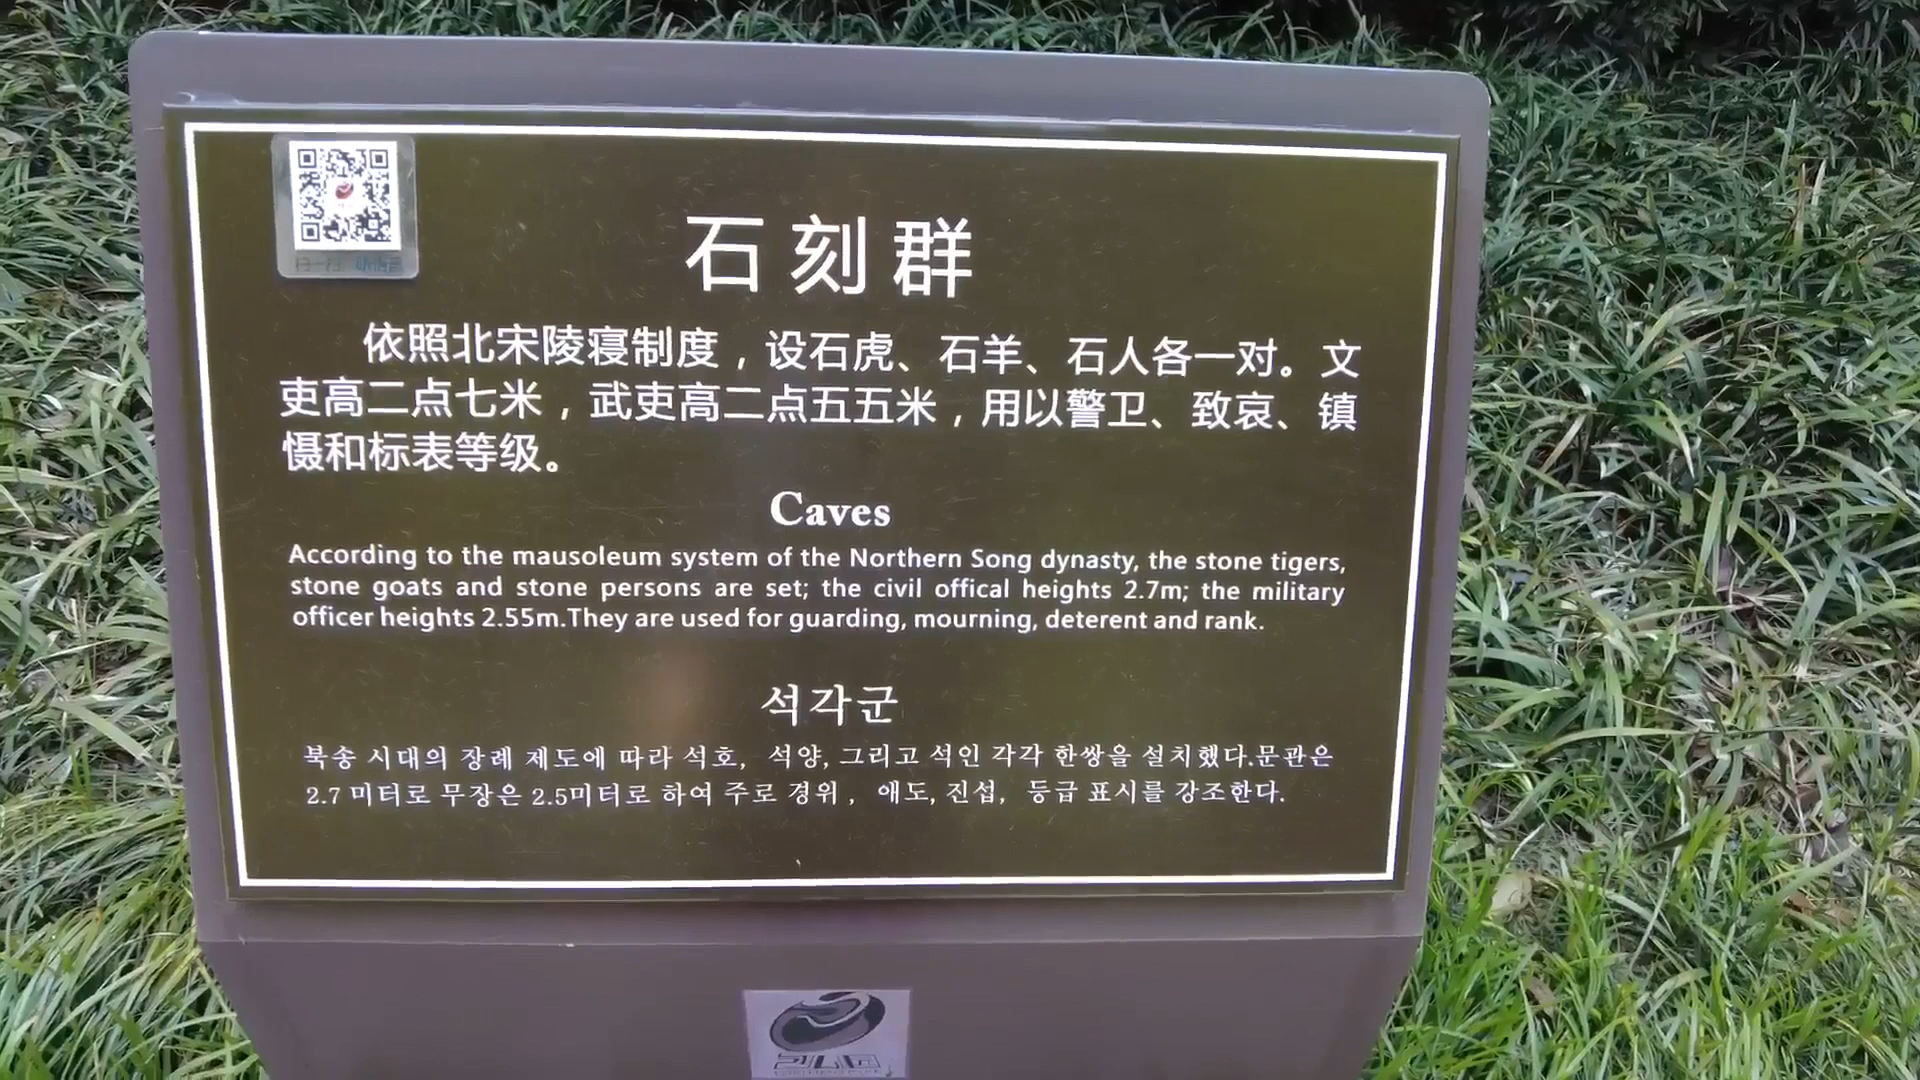 石刻群
依照北宋陵寝制度，设石虎、石羊、石人各一对。文
吏高二点七米，武吏高二点五五米，用以警卫、致哀、镇
慑和标表等级。
Caves
According to the mausoleum system of the Northern Song dynasty, the stone tigers,
stone goats and stone persons are set; the civil offical heights 2.7m; the military
officer heights 2.55m.They are used for guarding, mourning, deterent and rank.
석각군
북송 시대의 장례 제도에 따라 석호, 석양, 그리고 석인 각각 한쌍을 설치했다.문관은
2.7 미터로 무장은 2.5미터로 하여 주로 경위, 애도, 진섭, 등급 표시를 강조한다.